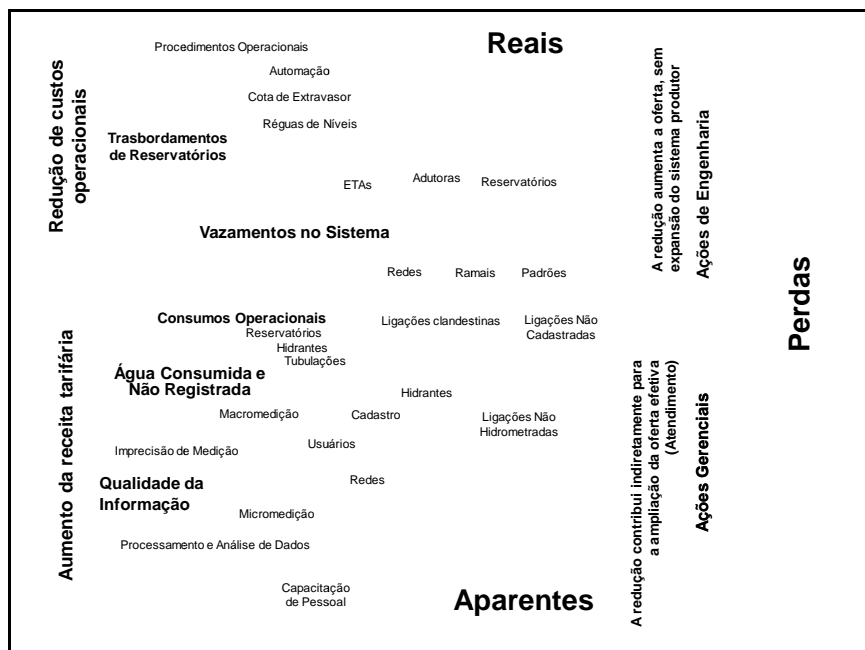 Procedimentos Operacionais
Reais
Automação
Cota de Extravasor
Réguas de Níveis
Trasbordamentos
de Reservatórios
ETAs
Adutoras
Reservatórios
Vazamentos no Sistema
Redes
Ramais
Padrões
Redução de custos
operacionais
A redução aumenta a oferta, sem
expansão do sistema produtor
Ações de Engenharia
Perdas
Consumos Operacionais
Reservatórios
Hidrantes
Tubulações
Ligações clandestinas
Ligações Não
Cadastradas
Água Consumida e
Não Registrada
Hidrantes
Macromedição
Cadastro
Ligações Não
Hidrometradas
Usuários
Imprecisão de Medição
Redes
Qualidade da
Informação
Micromedição
Processamento e Análise de Dados
Capacitação
de Pessoal
Aparentes
Aumento da receita tarifária
A redução contribui indiretamente para
a ampliação da oferta efetiva
(Atendimento)
Ações Gerenciais